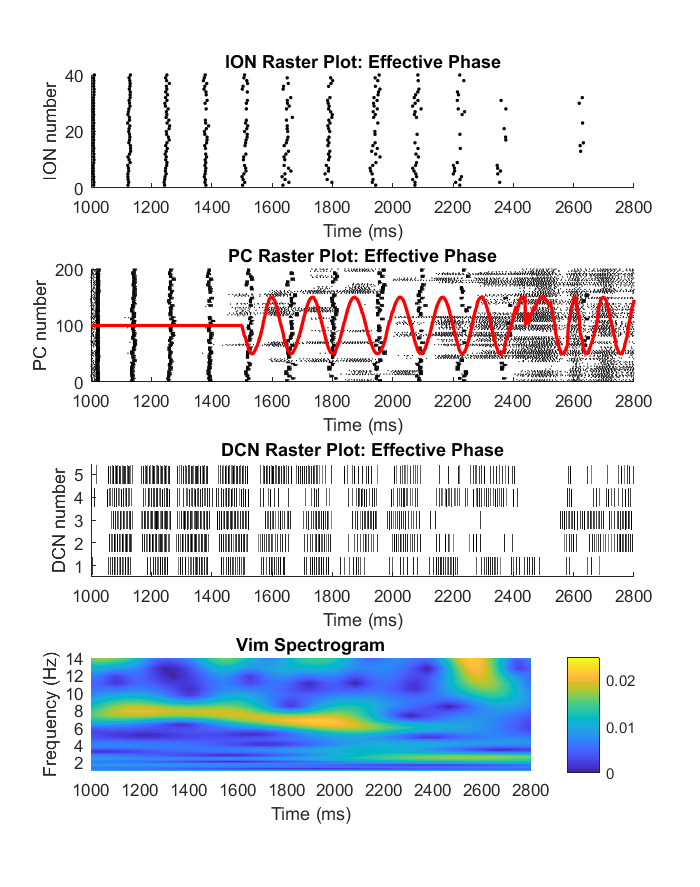 ION Raster Plot: Effective Phase
40
20
0
ION number
1000 1200 1400 1600 1800 2000 2200 2400 2600 2800
Time (ms)
PC Raster Plot: Effective Phase
200
100
0
PC number
1000 1200 1400 1600 1800 2000 2200 2400 2600 2800
Time (ms)
DCN Raster Plot: Effective Phase
5
4
3
2
1
DCN number
1000 1200 1400 1600 1800 2000 2200 2400 2600 2800
Time (ms)
Vim Spectrogram
14
12
10
8
6
4
2
Frequency (Hz)
1000 1200 1400 1600 1800 2000 2200 2400 2600 2800
Time (ms)
0.02
0.01
0